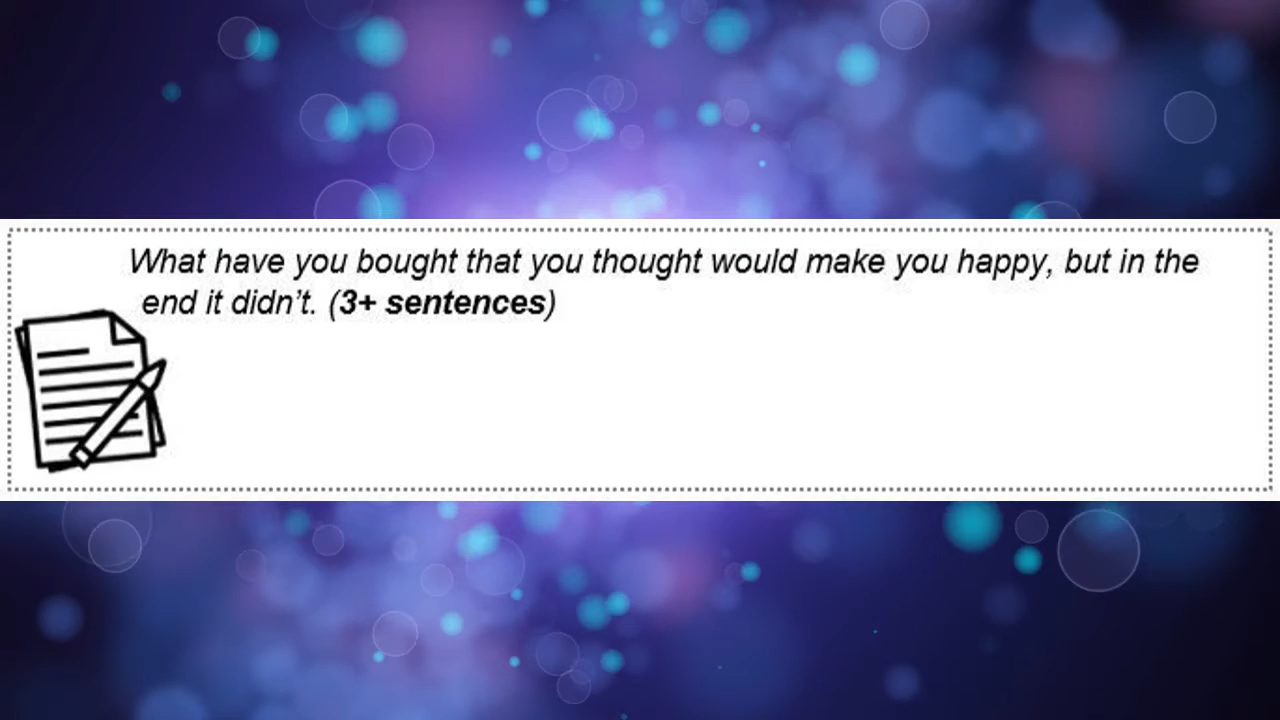 What have you bought that you thought would make you happy, but in the
end it didn’t. (3+ sentences)